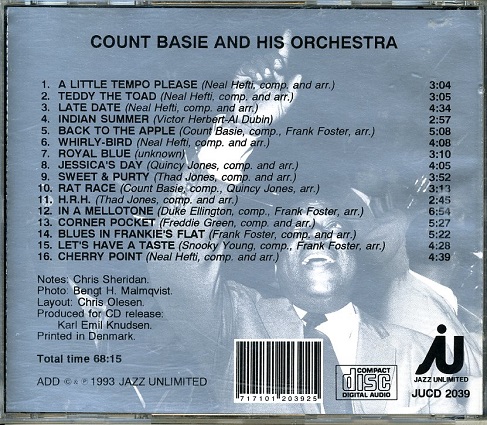 COUNT BASIE AND HIS ORCHESTRA
1. A LITTLE TEMPO PLEASE (Neal Hefti, comp. and arr.) 3:04
2. TEDDY THE TOAD (Neal Hefti, comp. and arr.) 3:05
3. LATE DATE (Neal Hefti, comp. and arr.) 4:34
4. INDIAN SUMMER (Victor Herbert-Al Dubin) 2:57
5. BACK TO THE APPLE (Count Basie, comp., Frank Foster, arr.) 5:08
6. WHIRLY-BIRD (Neal Hefti, comp. and arr.) 4:08
7. ROYAL BLUE (unknown) 3:10
8. JESSICA'S DAY (Quincy Jones, comp. and arr.) 4:05
9. SWEET & PURTY (Thad Jones, comp. and arr.) 3:52
10. RAT RACE (Count Basie, comp., Quincy Jones, arr.) 3:13
11. H.R.H. (Thad Jones, comp. and arr.) 2:45
12. IN A MELLOTONE (Duke Ellington, comp., Frank Foster, arr.) 6:54
13. CORNER POCKET (Freddie Green, comp. and arr.) 5:27
14. BLUES IN FRANKIE'S FLAT (Frank Foster, comp. and arr.) 5:22
15. LET'S HAVE A TASTE (Snooky Young, comp., Frank Foster, arr.) 4:28
16. CHERRY POINT (Neal Hefti, comp. and arr.) 4:39
Notes: Chris Sheridan.
Photo: Bengt H. Malmqvist.
Layout: Chris Olesen.
Produced for CD release:
Karl Emil Knudsen.
Printed in Denmark.
Total time 68:15
ADD © & ℗ 1993 JAZZ UNLIMITED
717101 203925
COMPACT
disc
DIGITAL AUDIO
JU
JAZZ UNLIMITED
JUCD 2039